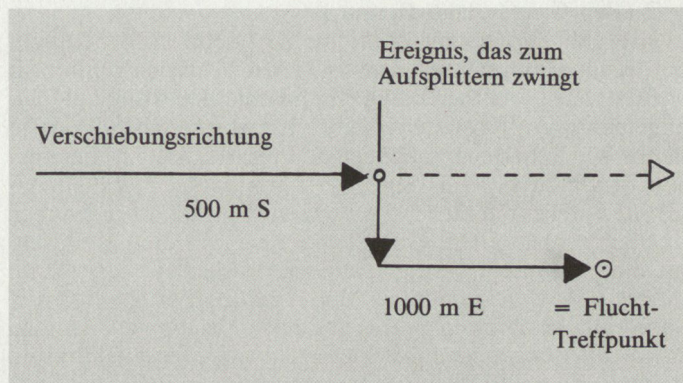 Ereignis, das zum
Aufsplittern zwingt
Verschiebungsrichtung
500 m S
1000 m E
= Flucht-
Treffpunkt